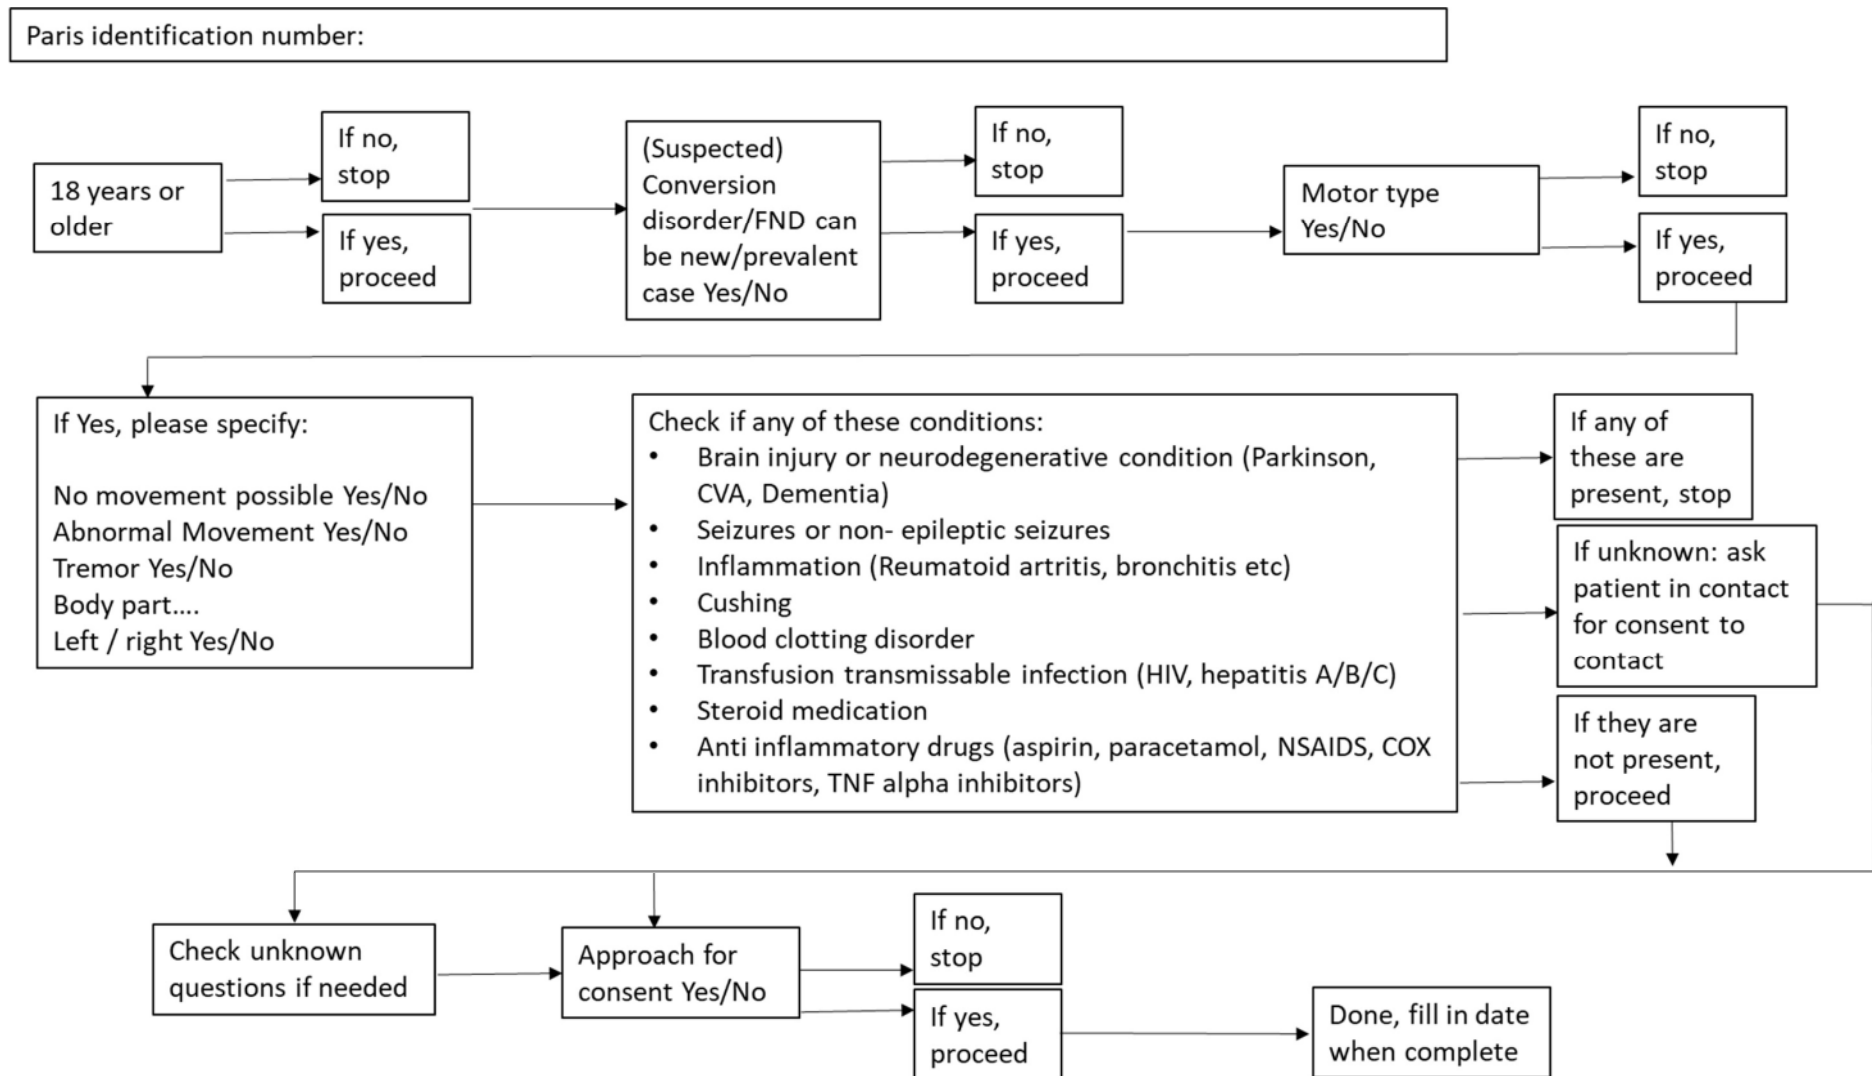 Paris identification number:
18 years or
older
If no,
stop
If yes,
proceed
(Suspected)
Conversion
disorder/FND can
be new/prevalent
case Yes/No
If no,
stop
If yes,
proceed
Motor type
Yes/No
If no,
stop
If yes,
proceed
If Yes, please specify:
No movement possible Yes/No
Abnormal Movement Yes/No
Tremor Yes/No
Body part....
Left / right Yes/No
Check if any of these conditions:
• Brain injury or neurodegenerative condition (Parkinson,
CVA, Dementia)
• Seizures or non- epileptic seizures
• Inflammation (Reumatoid artritis, bronchitis etc)
• Cushing
• Blood clotting disorder
• Transfusion transmissable infection (HIV, hepatitis A/B/C)
• Steroid medication
• Anti inflammatory drugs (aspirin, paracetamol, NSAIDS, COX
inhibitors, TNF alpha inhibitors)
If any of
these are
present, stop
If unknown: ask
patient in contact
for consent to
contact
If they are
not present,
proceed
Check unknown
questions if needed
Approach for
consent Yes/No
If no,
stop
If yes,
proceed
Done, fill in date
when complete